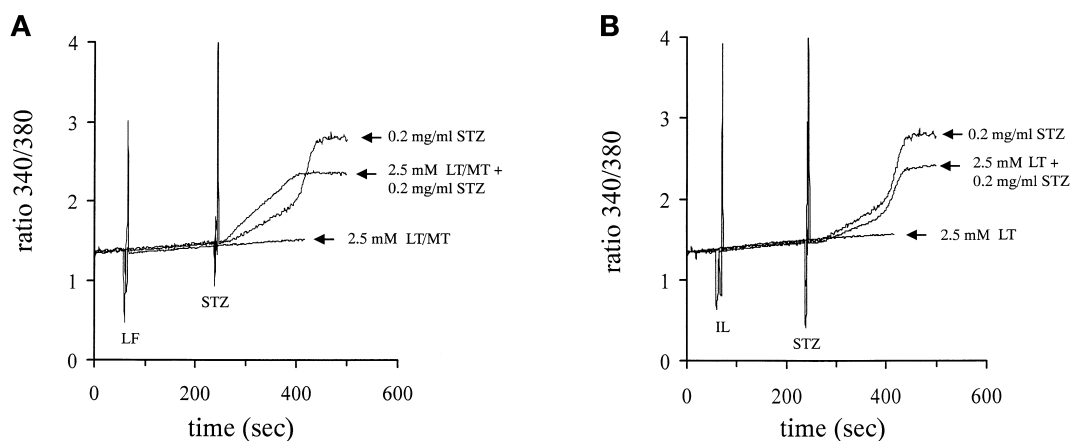 A
ratio 340/380
4
3
2
1
0
0.2 mg/ml STZ
2.5 mM LT/MT +
0.2 mg/ml STZ
2.5 mM LT/MT
STZ
LF
0 200 400 600
time (sec)
B
ratio 340/380
4
3
2
1
0
0.2 mg/ml STZ
2.5 mM LT +
0.2 mg/ml STZ
2.5 mM LT
IL
STZ
0 200 400 600
time (sec)